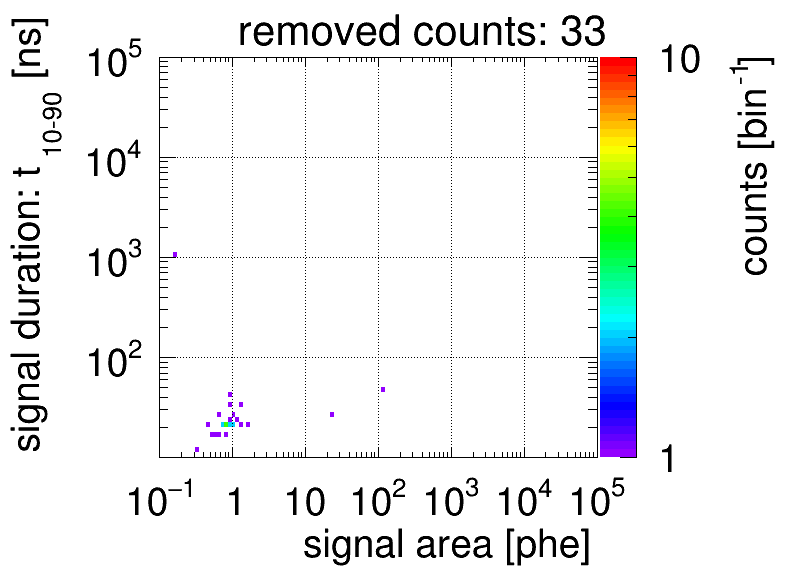 removed counts: 33
signal duration: t 10-90 [ns]
10^5
10^4
10^3
10^2
10^−1 1 10 10^2 10^3 10^4 10^5
signal area [phe]
10
1
counts [bin^-1]